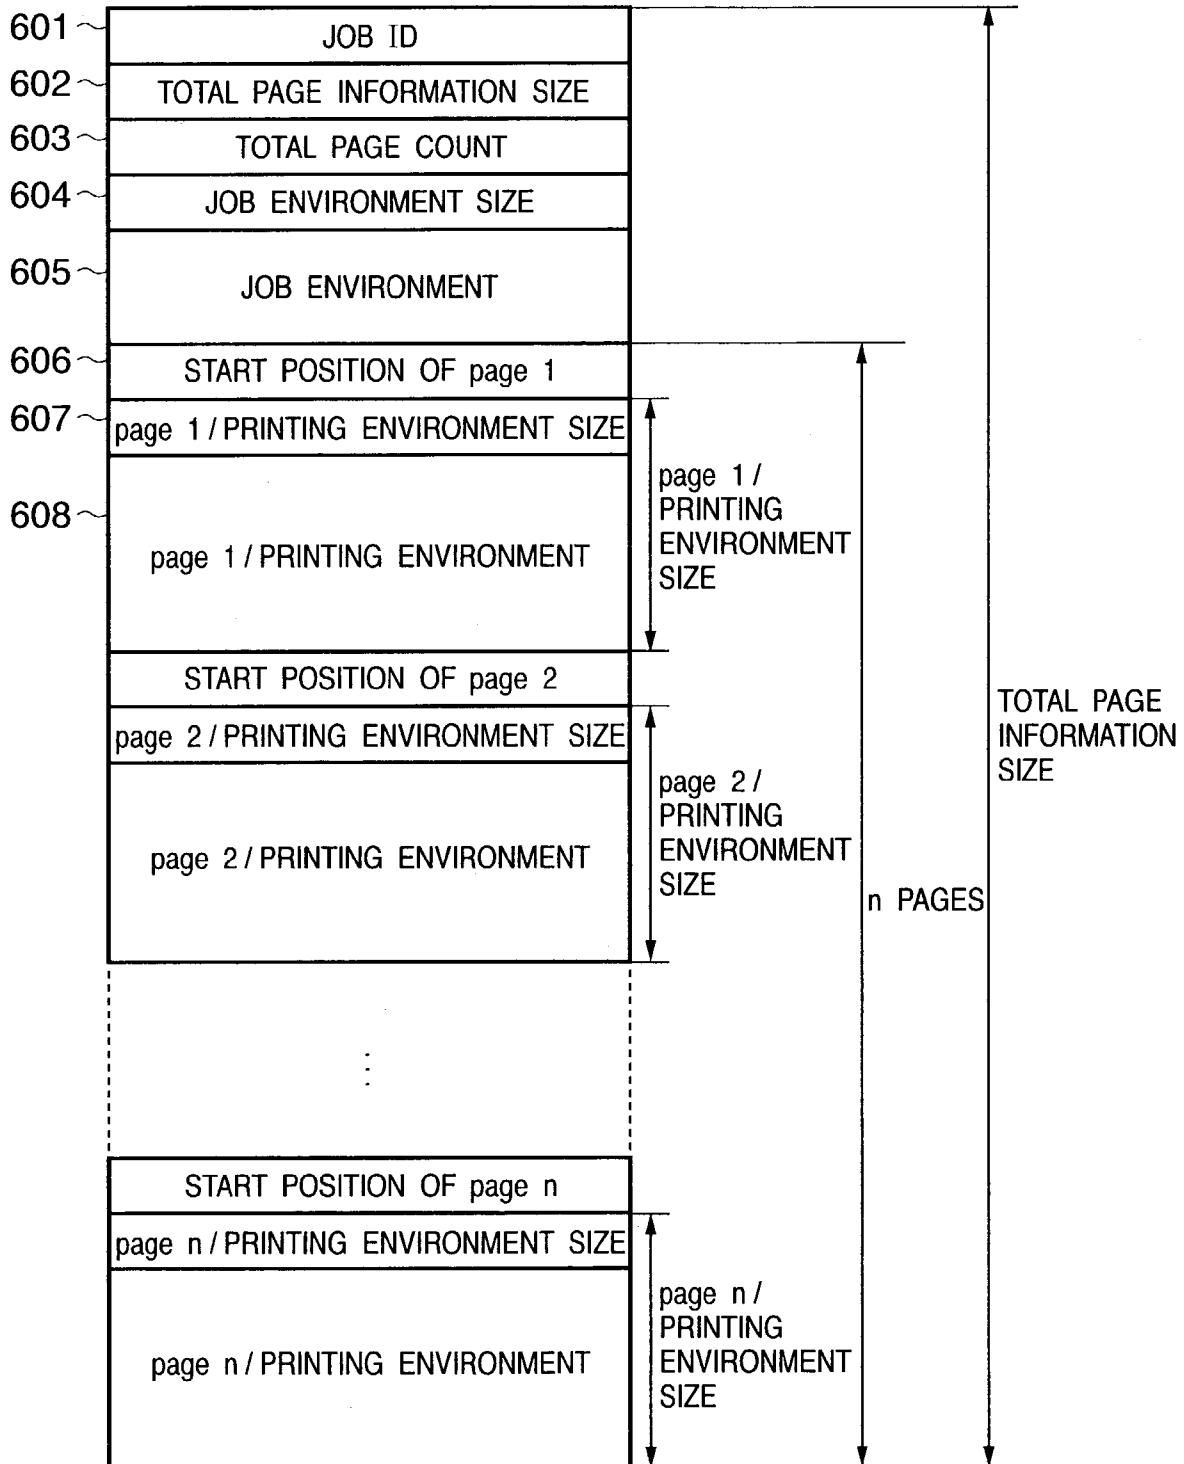 601
JOB ID
602
TOTAL PAGE INFORMATION SIZE
603
TOTAL PAGE COUNT
604
JOB ENVIRONMENT SIZE
605
JOB ENVIRONMENT
606
START POSITION OF page 1
607
page 1 / PRINTING ENVIRONMENT SIZE
608
page 1 / PRINTING ENVIRONMENT
page 1 /
PRINTING
ENVIRONMENT
SIZE
START POSITION OF page 2
page 2 / PRINTING ENVIRONMENT SIZE
page 2 / PRINTING ENVIRONMENT
page 2 /
PRINTING
ENVIRONMENT
SIZE
n PAGES
TOTAL PAGE
INFORMATION
SIZE
START POSITION OF page n
page n / PRINTING ENVIRONMENT SIZE
page n / PRINTING ENVIRONMENT
page n /
PRINTING
ENVIRONMENT
SIZE